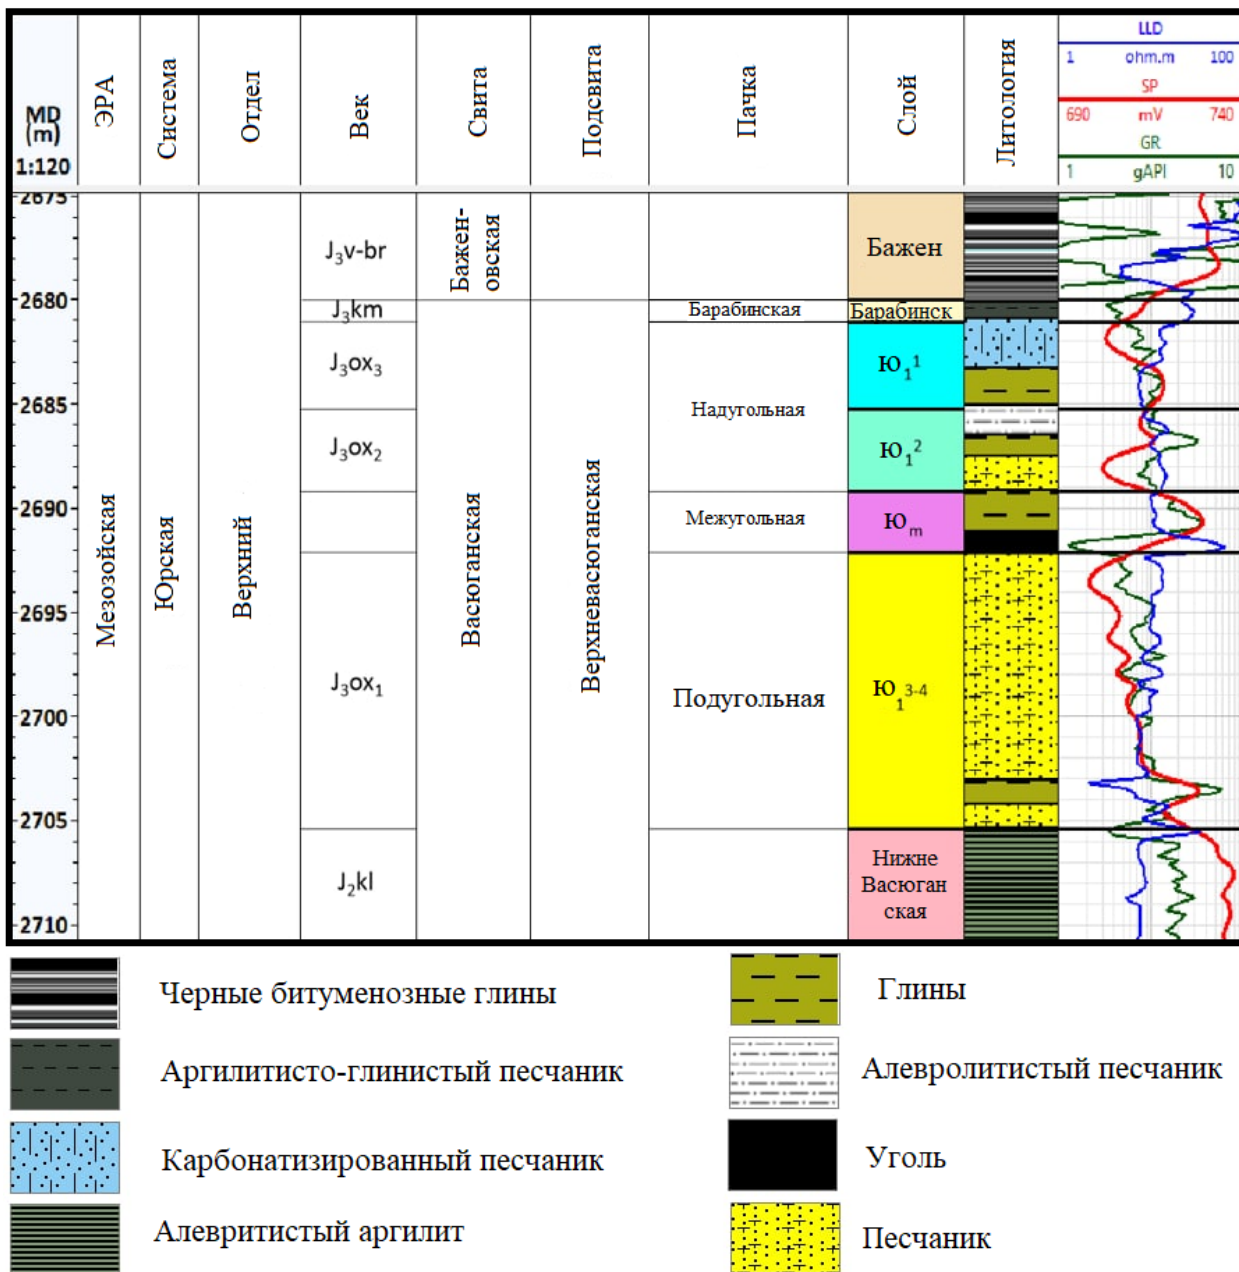 MD
(m)
1:120
ЭРА
Система
Отдел
Век
Свита
Подсвита
Пачка
Слой
Литология
LLD
1 ohm.m 100
SP
690 mV 740
GR
1 gAPI 10
2675
2680
2685
2690
2695
2700
2705
2710
Мезозойская
Юрская
Верхний
J₃v-br
J₃km
J₃ox₃
J₃ox₂
J₃ox₁
J₂kl
Бажен-
овская
Васюганская
Верхневасюганская
Барабинская
Надугольная
Межугольная
Подугольная
Бажен
Барабинск
Ю₁¹
Ю₁²
Юₘ
Ю₁³⁻⁴
Нижне
Васюган
ская
Черные битуменозные глины
Глины
Аргилитисто-глинистый песчаник
Алевролитистый песчаник
Карбонатизированный песчаник
Уголь
Алевритистый аргилит
Песчаник